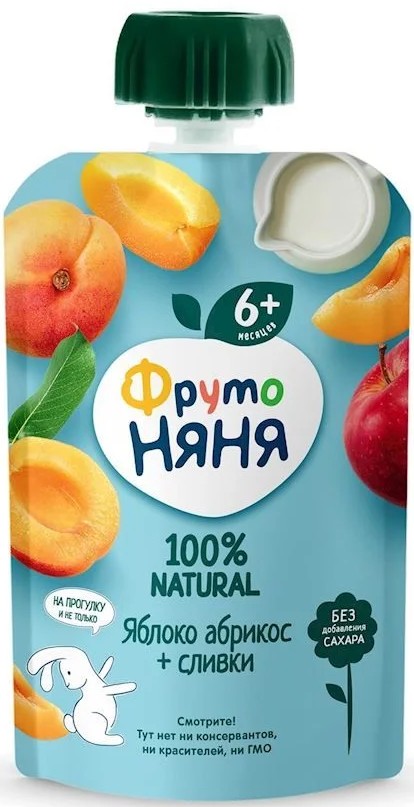 6+
месяцев
Фруто
НЯНЯ
100%
NATURAL
НА ПРОГУЛКУ
И НЕ ТОЛЬКО
Яблоко абрикос
+ сливки
БЕЗ
добавления
САХАРА
Смотрите!
Тут нет ни консервантов,
ни красителей, ни ГМО